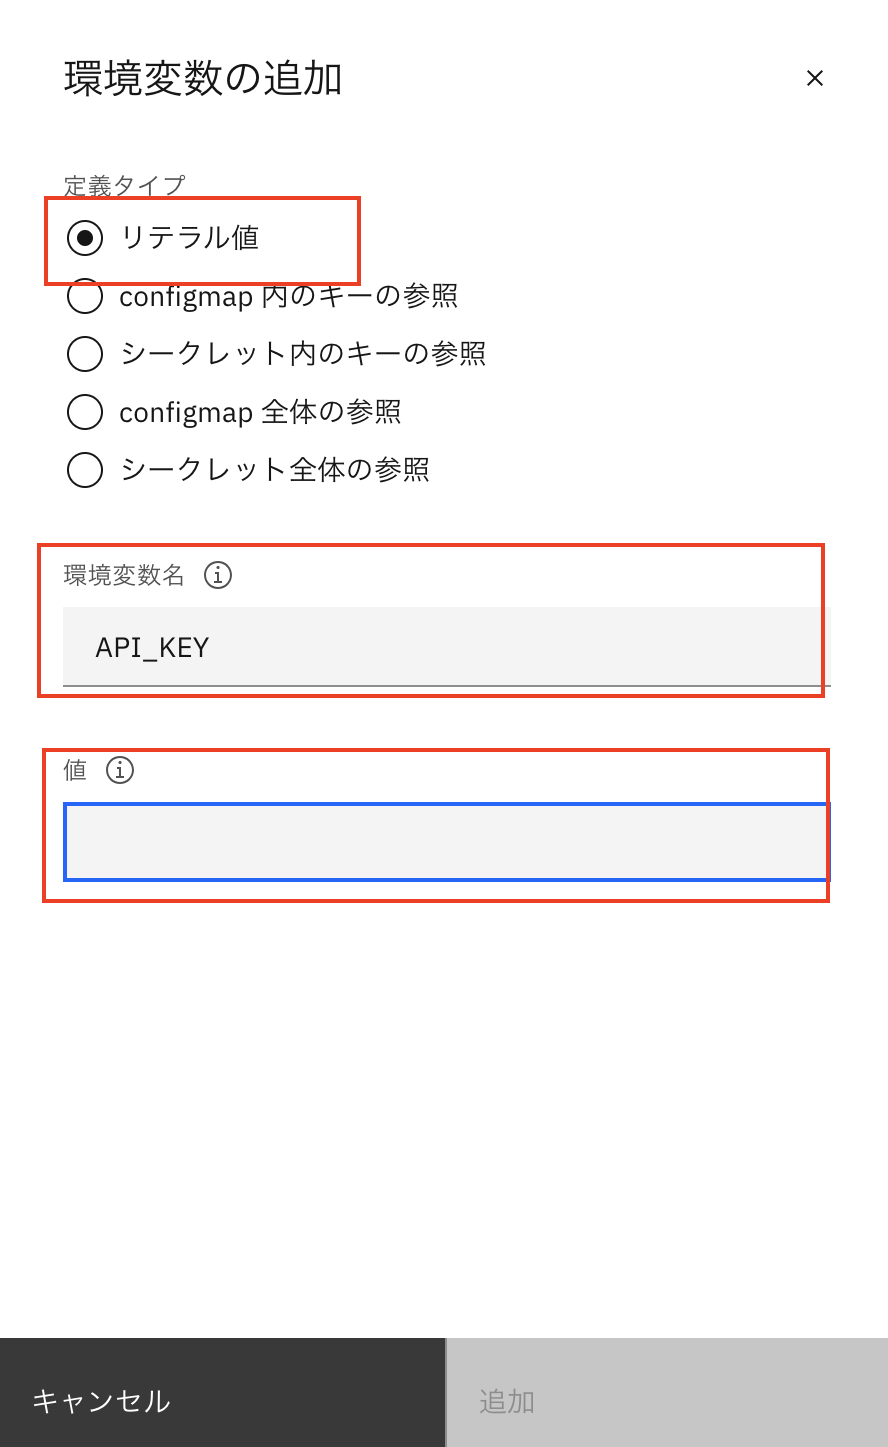 環境変数の追加
定義タイプ
リテラル値
configmap 内のキーの参照
シークレット内のキーの参照
configmap 全体の参照
シークレット全体の参照
環境変数名
API_KEY
値
キャンセル
追加